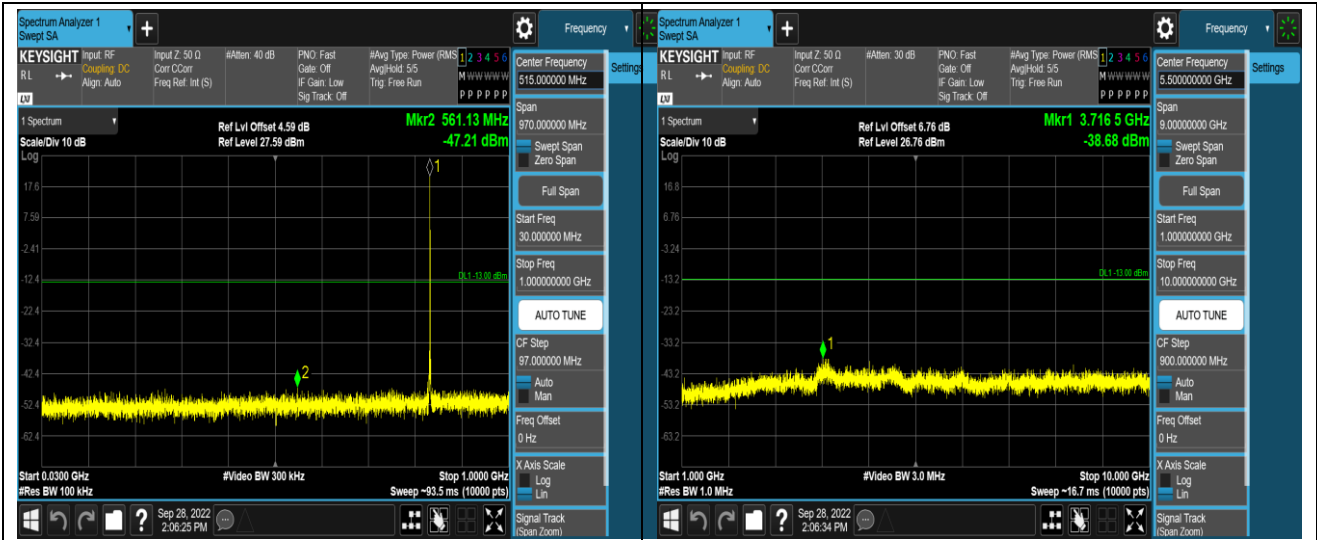 Spectrum Analyzer 1
Swept SA
+
Frequency
KEYSIGHT
RL
LXI
Input: RF
Coupling: DC
Align: Auto
Input Z: 50 Ω
Corr CCorr
Freq Ref: Int (S)
#Atten: 40 dB
PNO: Fast
Gate: Off
IF Gain: Low
Sig Track: Off
#Avg Type: Power (RMS
Avg|Hold: 5/5
Trig: Free Run
1 2 3 4 5 6
M W W W W W
P P P P P P
Center Frequency
515.000000 MHz
Settings
1 Spectrum
Scale/Div 10 dB
Ref Lvl Offset 4.59 dB
Ref Level 27.59 dBm
Mkr2 561.13 MHz
-47.21 dBm
Span
970.000000 MHz
Swept Span
Zero Span
Full Span
Start Freq
30.000000 MHz
Stop Freq
1.000000000 GHz
AUTO TUNE
CF Step
97.000000 MHz
Auto
Man
Freq Offset
0 Hz
X Axis Scale
Log
Lin
Signal Track
(Span Zoom)
Log
1
17.6
7.59
-2.41
-12.4
DL1 -13.00 dBm
-22.4
-32.4
-42.4
2
-52.4
-62.4
Start 0.0300 GHz
#Video BW 300 kHz
Stop 1.0000 GHz
#Res BW 100 kHz
Sweep ~93.5 ms (10000 pts)
?
Sep 28, 2022
2:06:25 PM
Spectrum Analyzer 1
Swept SA
+
Frequency
KEYSIGHT
RL
LXI
Input: RF
Coupling: DC
Align: Auto
Input Z: 50 Ω
Corr CCorr
Freq Ref: Int (S)
#Atten: 30 dB
PNO: Fast
Gate: Off
IF Gain: Low
Sig Track: Off
#Avg Type: Power (RMS
Avg|Hold: 5/5
Trig: Free Run
1 2 3 4 5 6
M W W W W W
P P P P P P
Center Frequency
5.500000000 GHz
Settings
1 Spectrum
Scale/Div 10 dB
Ref Lvl Offset 6.76 dB
Ref Level 26.76 dBm
Mkr1 3.716 5 GHz
-38.68 dBm
Span
9.00000000 GHz
Swept Span
Zero Span
Full Span
Start Freq
1.000000000 GHz
Stop Freq
10.000000000 GHz
AUTO TUNE
CF Step
900.000000 MHz
Auto
Man
Freq Offset
0 Hz
X Axis Scale
Log
Lin
Signal Track
(Span Zoom)
Log
16.8
6.76
-3.24
-13.2
DL1 -13.00 dBm
-23.2
-33.2
1
-43.2
-53.2
-63.2
Start 1.000 GHz
#Video BW 3.0 MHz
Stop 10.000 GHz
#Res BW 1.0 MHz
Sweep ~16.7 ms (10000 pts)
?
Sep 28, 2022
2:06:34 PM